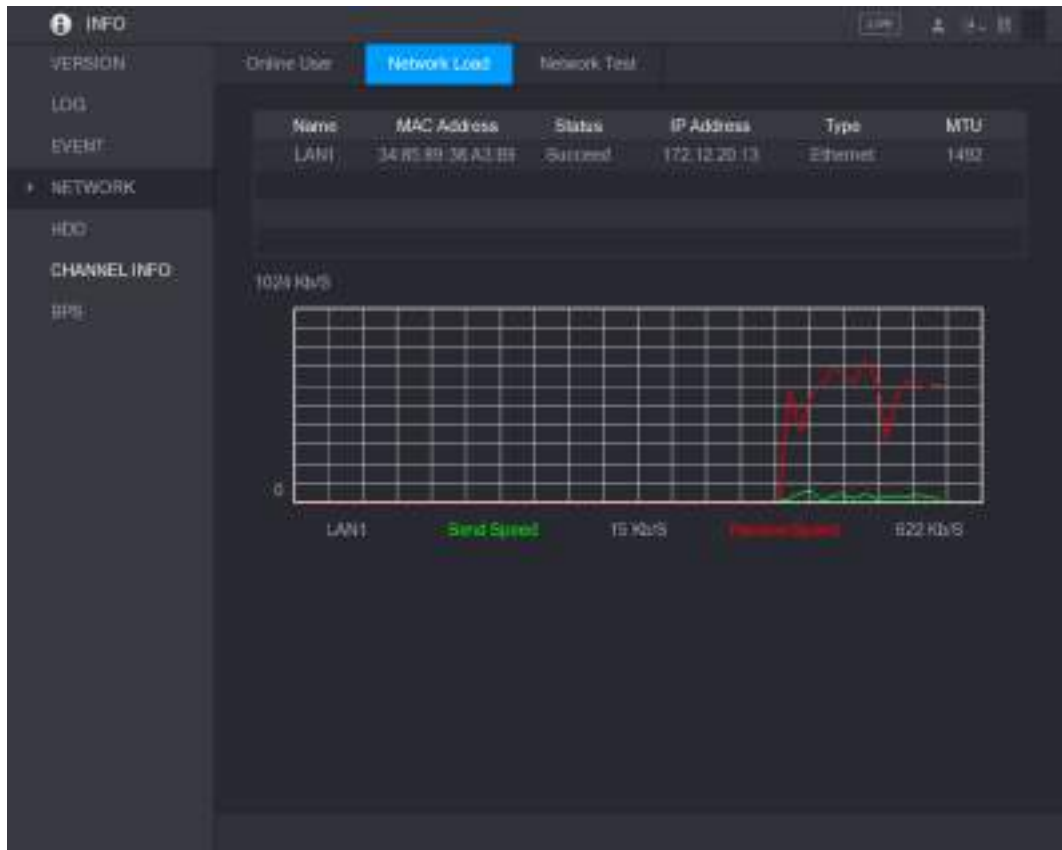 INFO
VERSION
LOG
EVENT
NETWORK
HDD
CHANNEL INFO
BPS
Online User Network Load Network Test
Name MAC Address Status IP Address Type MTU
LAN1 Succeed 172.12.20.13 Ethernet 1492
1024 Kb/S
0
LAN1 Send Speed 15 Kb/S Receive Speed 622 Kb/S